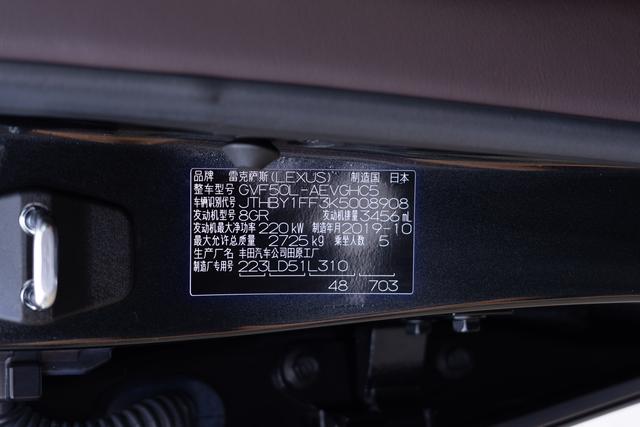 品牌 雷克萨斯(LEXUS) 制造国 日本
整车型号 GVF50L-AEVGHC5
车辆识别代号 JTHBY1FF3K5008908
发动机型号 8GR 发动机排量 3456 mL
发动机最大净功率 220 kW 制造年月 2019-10
最大允许总质量 2725 kg 乘坐人数 5
生产厂名 丰田汽车公司田原工厂
制造厂专用号 223LD51L310
48 703